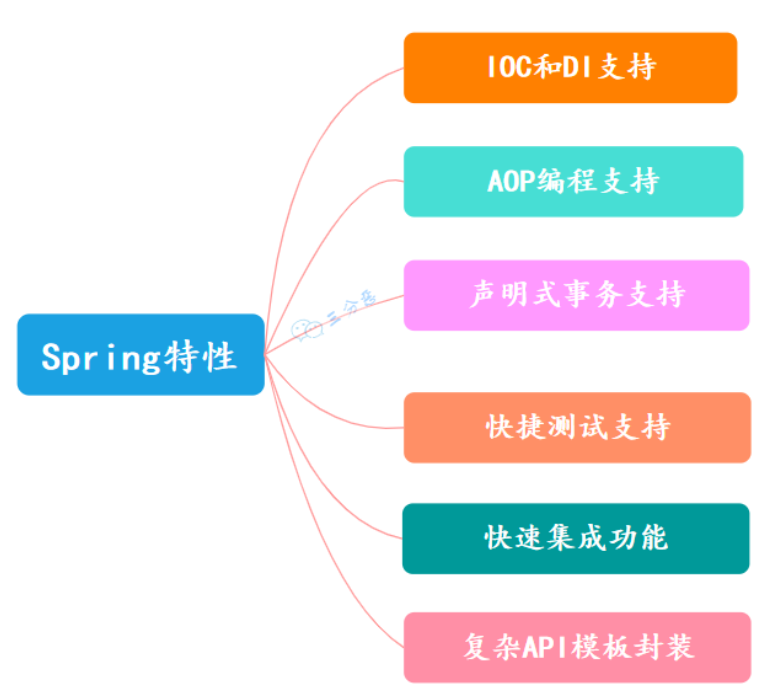 IOC和DI支持
AOP编程支持
声明式事务支持
三分恶
Spring特性
快捷测试支持
快速集成功能
复杂API模板封装